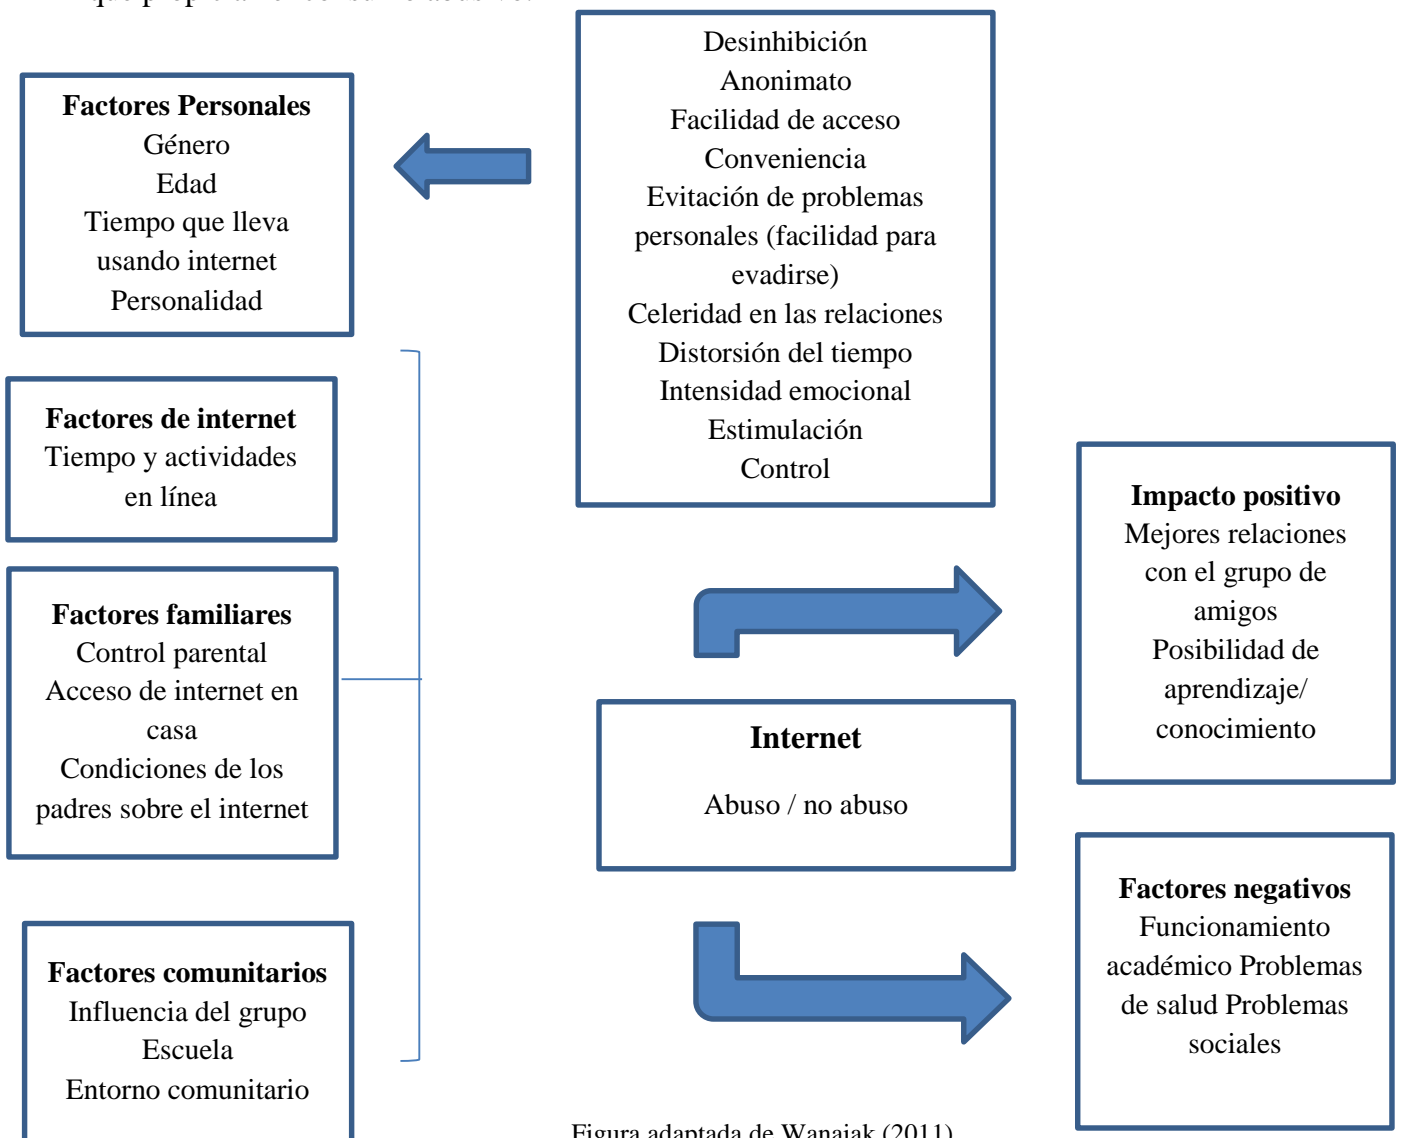 que propician el consumo abusivo.
Desinhibición
Anonimato
Facilidad de acceso
Conveniencia
Evitación de problemas
personales (facilidad para
evadirse)
Celeridad en las relaciones
Distorsión del tiempo
Intensidad emocional
Estimulación
Control
Factores Personales
Género
Edad
Tiempo que lleva
usando internet
Personalidad
Factores de internet
Tiempo y actividades
en línea
Factores familiares
Control parental
Acceso de internet en
casa
Condiciones de los
padres sobre el internet
Factores comunitarios
Influencia del grupo
Escuela
Entorno comunitario
Internet
Abuso / no abuso
Impacto positivo
Mejores relaciones
con el grupo de
amigos
Posibilidad de
aprendizaje/
conocimiento
Factores negativos
Funcionamiento
académico Problemas
de salud Problemas
sociales
Figura adaptada de Wanajak (2011)